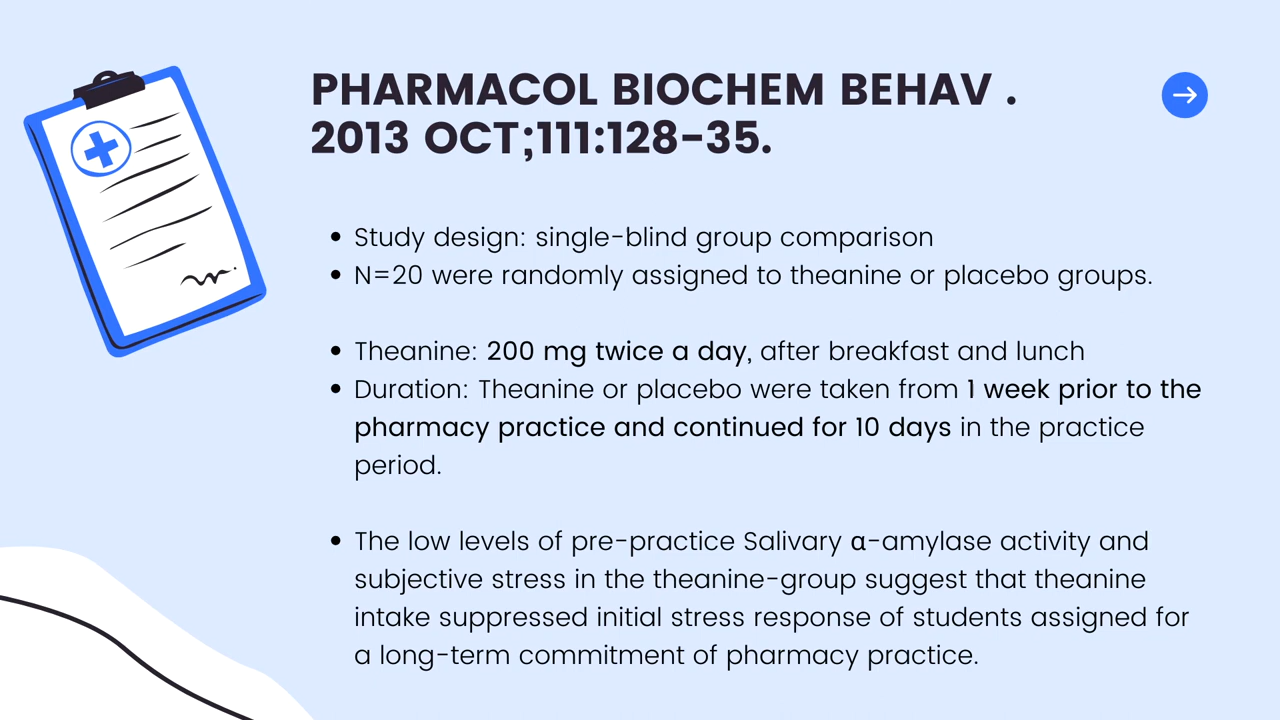 PHARMACOL BIOCHEM BEHAV .
2013 OCT;111:128-35.
• Study design: single-blind group comparison
• N=20 were randomly assigned to theanine or placebo groups.
• Theanine: 200 mg twice a day, after breakfast and lunch
• Duration: Theanine or placebo were taken from 1 week prior to the
pharmacy practice and continued for 10 days in the practice
period.
• The low levels of pre-practice Salivary α-amylase activity and
subjective stress in the theanine-group suggest that theanine
intake suppressed initial stress response of students assigned for
a long-term commitment of pharmacy practice.